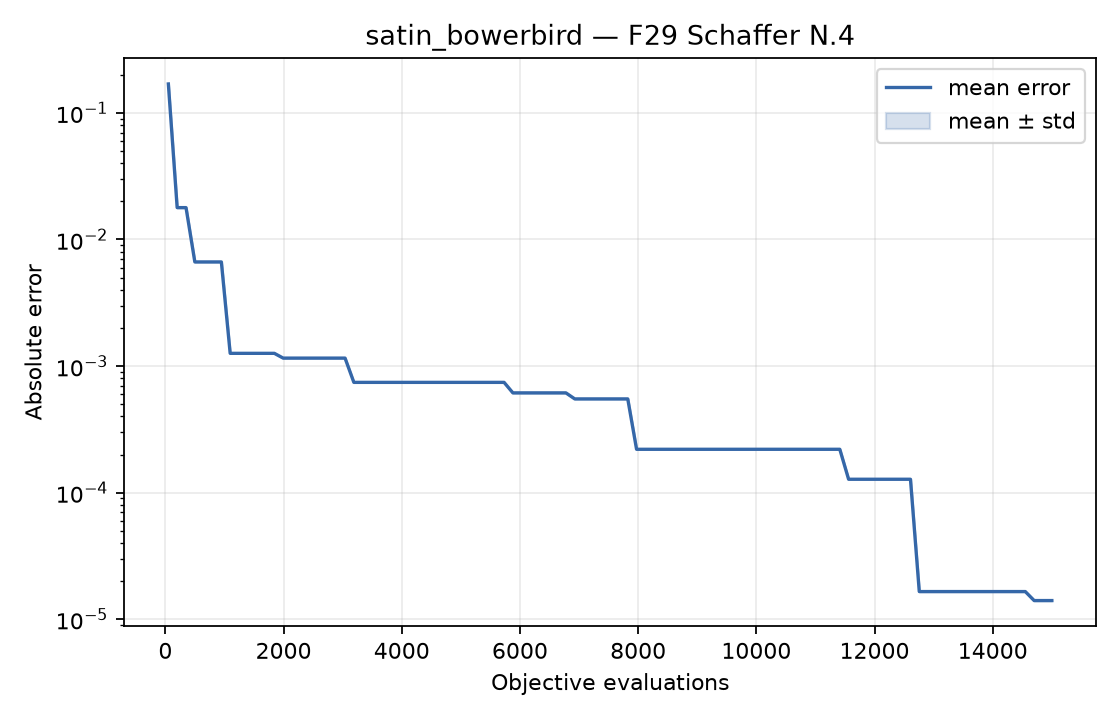 satin_bowerbird — F29 Schaffer N.4
mean error
mean ± std
Absolute error
10⁻¹
10⁻²
10⁻³
10⁻⁴
10⁻⁵
0 2000 4000 6000 8000 10000 12000 14000
Objective evaluations